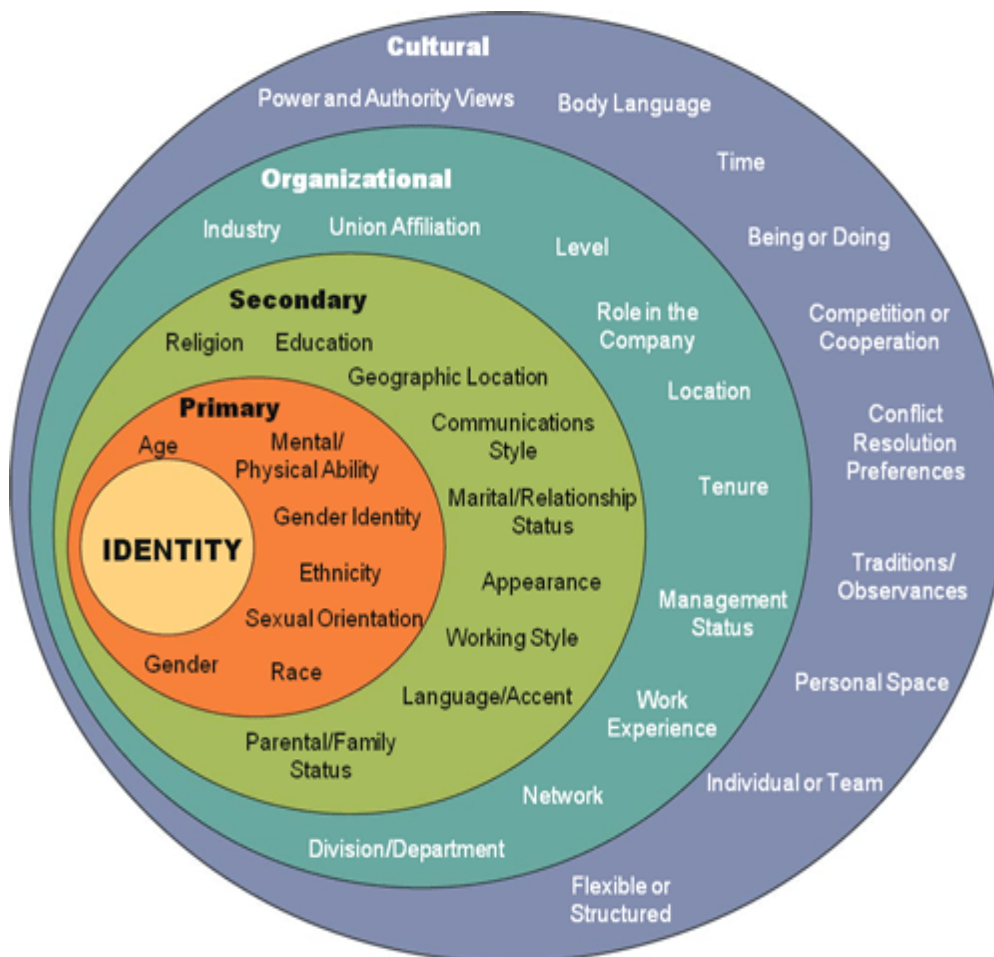 Cultural
Power and Authority Views
Body Language
Time
Being or Doing
Competition or
Cooperation
Conflict
Resolution
Preferences
Traditions/
Observances
Personal Space
Individual or Team
Flexible or
Structured
Organizational
Industry
Union Affiliation
Level
Role in the
Company
Location
Tenure
Management
Status
Work
Experience
Network
Division/Department
Secondary
Religion
Education
Geographic Location
Communications
Style
Marital/Relationship
Status
Appearance
Working Style
Language/Accent
Parental/Family
Status
Primary
Age
Mental/
Physical Ability
Gender Identity
Ethnicity
Sexual Orientation
Race
Gender
IDENTITY